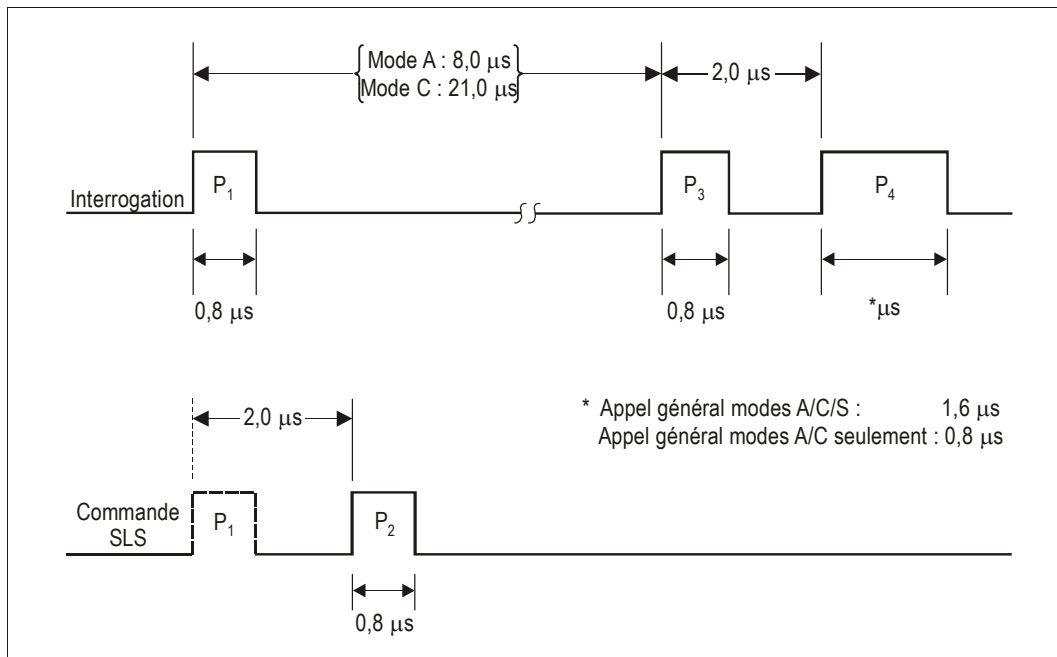 Mode A : 8,0 µs
Mode C : 21,0 µs
2,0 µs
Interrogation
P1
P3
P4
0,8 µs
0,8 µs
*µs
2,0 µs
* Appel général modes A/C/S : 1,6 µs
Appel général modes A/C seulement : 0,8 µs
Commande
SLS
P1
P2
0,8 µs